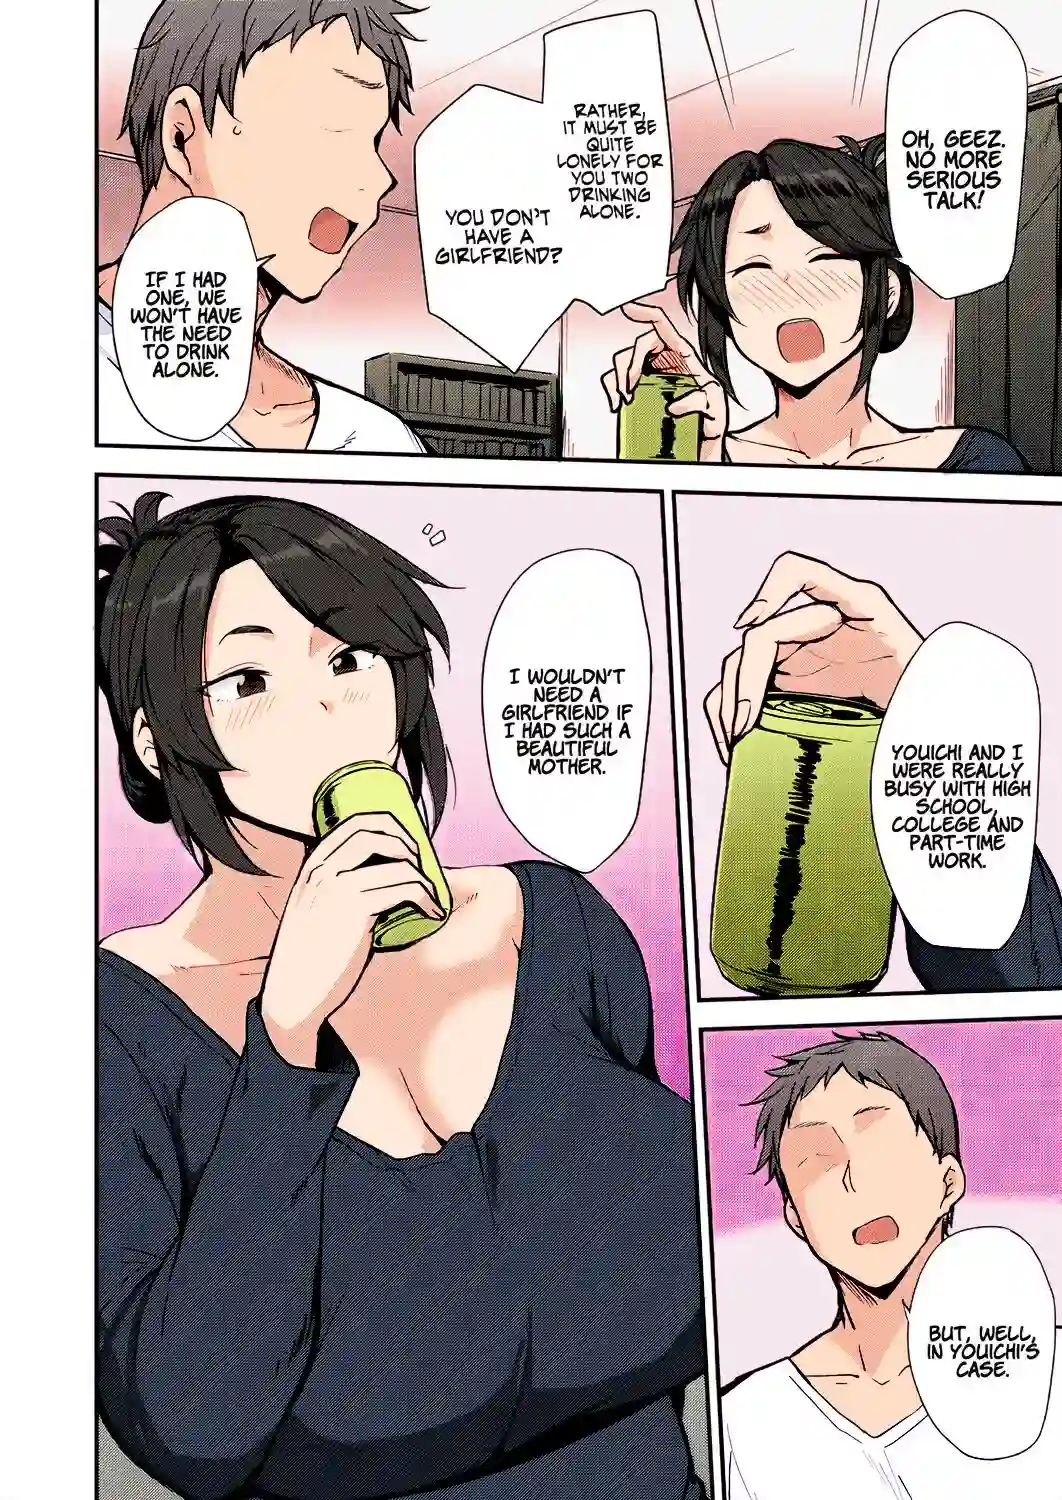 OH, GEEZ.
NO MORE
SERIOUS
TALK!
RATHER,
IT MUST BE
QUITE
LONELY FOR
YOU TWO
DRINKING
ALONE.
YOU DON'T
HAVE A
GIRLFRIEND?
IF I HAD
ONE, WE
WON'T HAVE
THE NEED
TO DRINK
ALONE.
YOUICHI AND I
WERE REALLY
BUSY WITH HIGH
SCHOOL,
COLLEGE AND
PART-TIME
WORK.
BUT, WELL,
IN YOUICHI'S
CASE.
I WOULDN'T
NEED A
GIRLFRIEND IF
I HAD SUCH A
BEAUTIFUL
MOTHER.